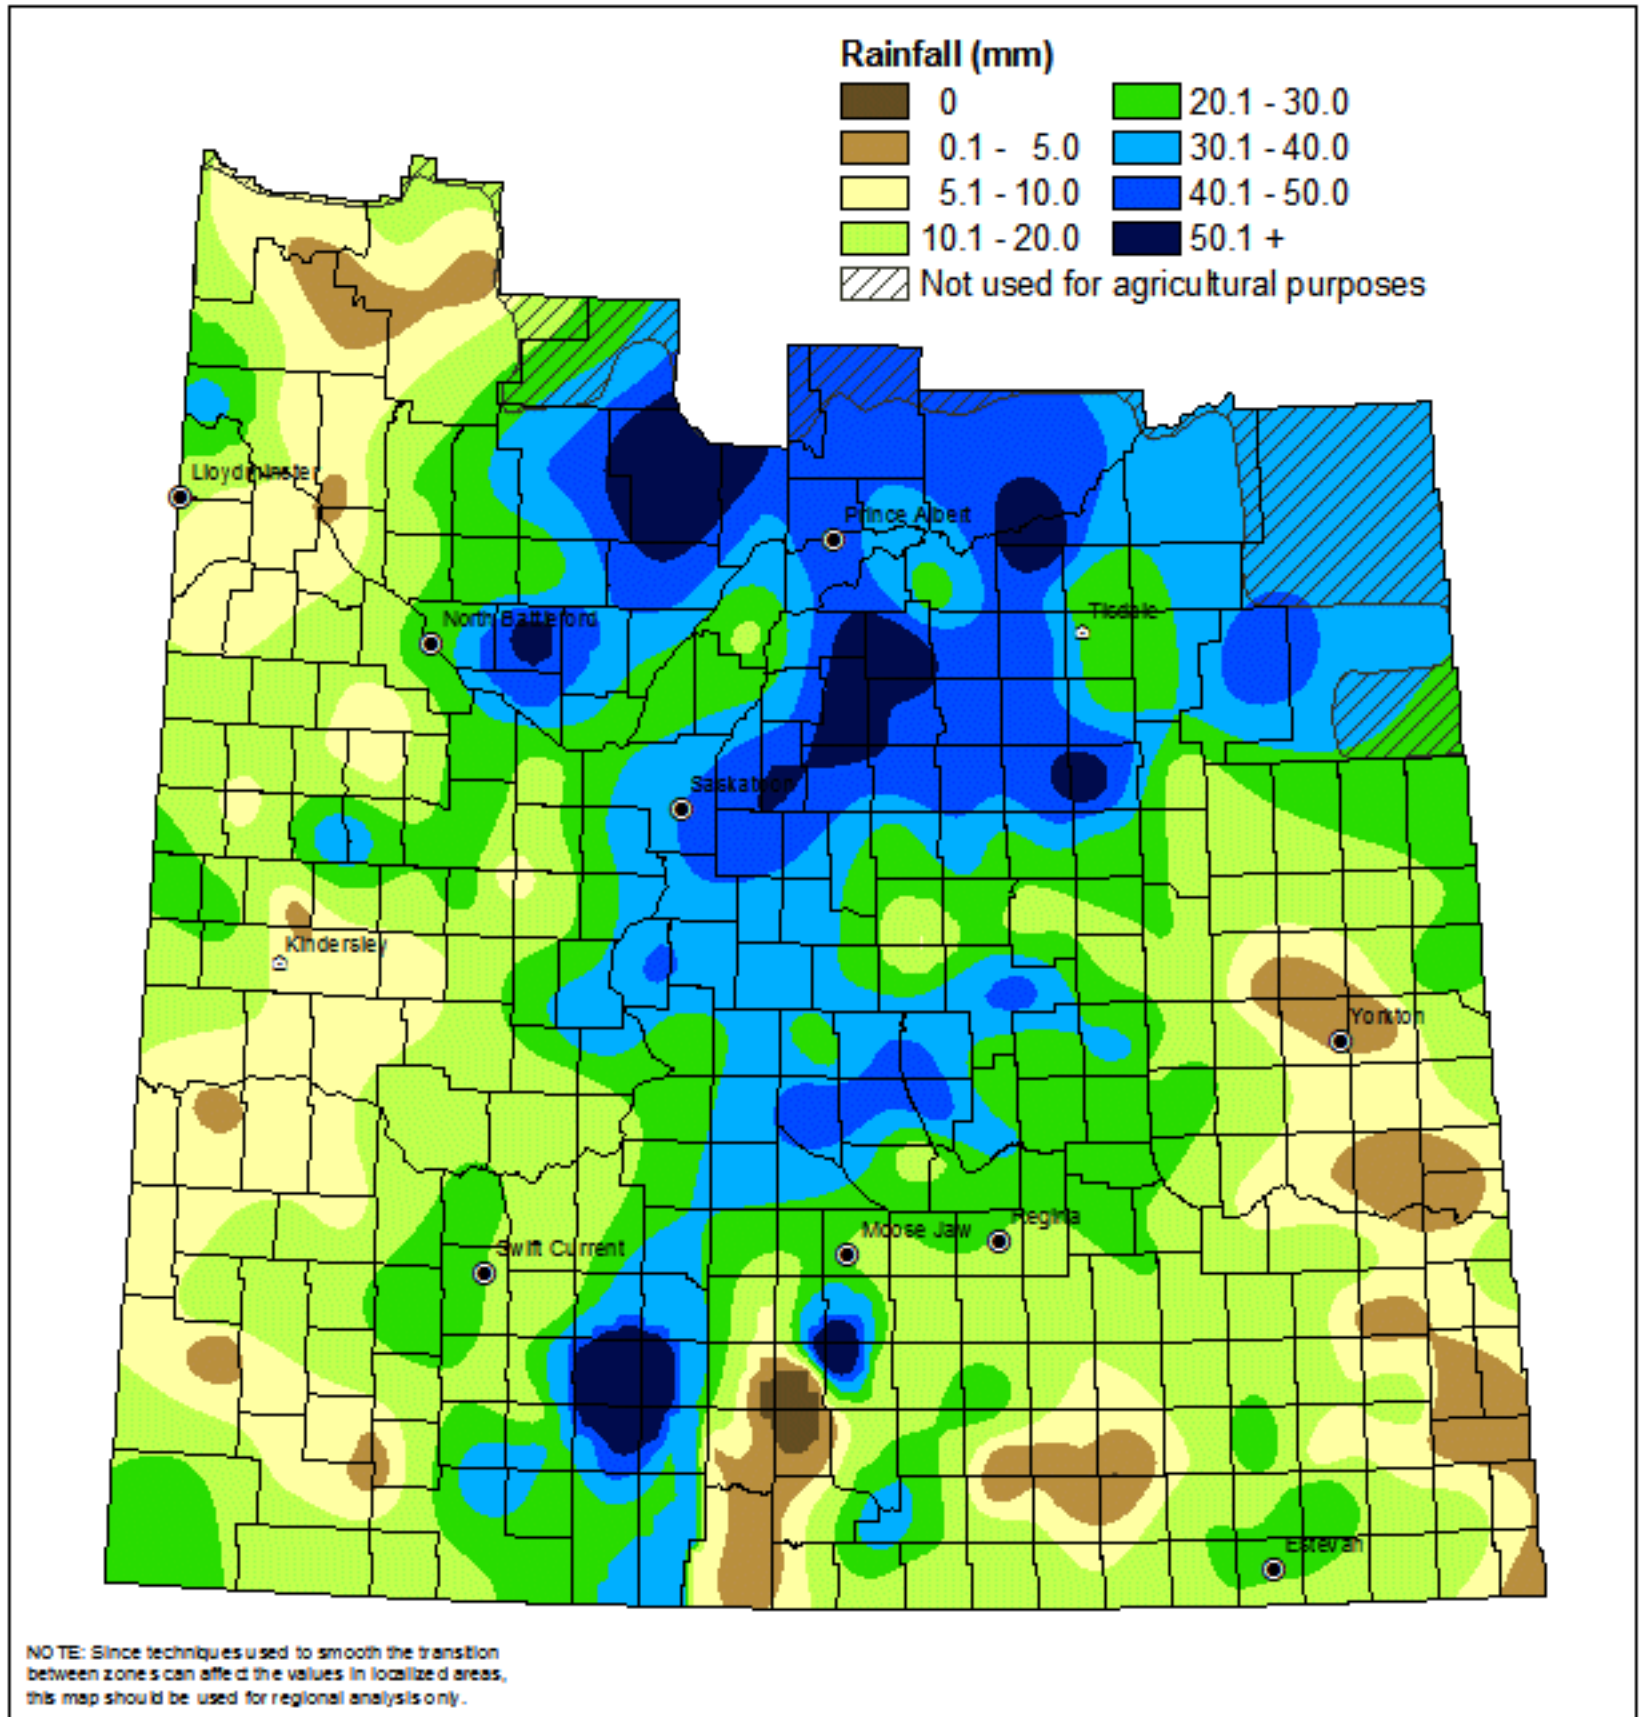 Rainfall (mm)
0
20.1 - 30.0
0.1 - 5.0
30.1 - 40.0
5.1 - 10.0
40.1 - 50.0
10.1 - 20.0
50.1 +
Not used for agricultural purposes
Lloydminster
Prince Albert
North Battleford
Tisdale
Saskatoon
Kindersley
Yorkton
Regina
Moose Jaw
Swift Current
Estevan
NOTE: Since techniques used to smooth the transition
between zones can affect the values in localized areas,
this map should be used for regional analysis only.